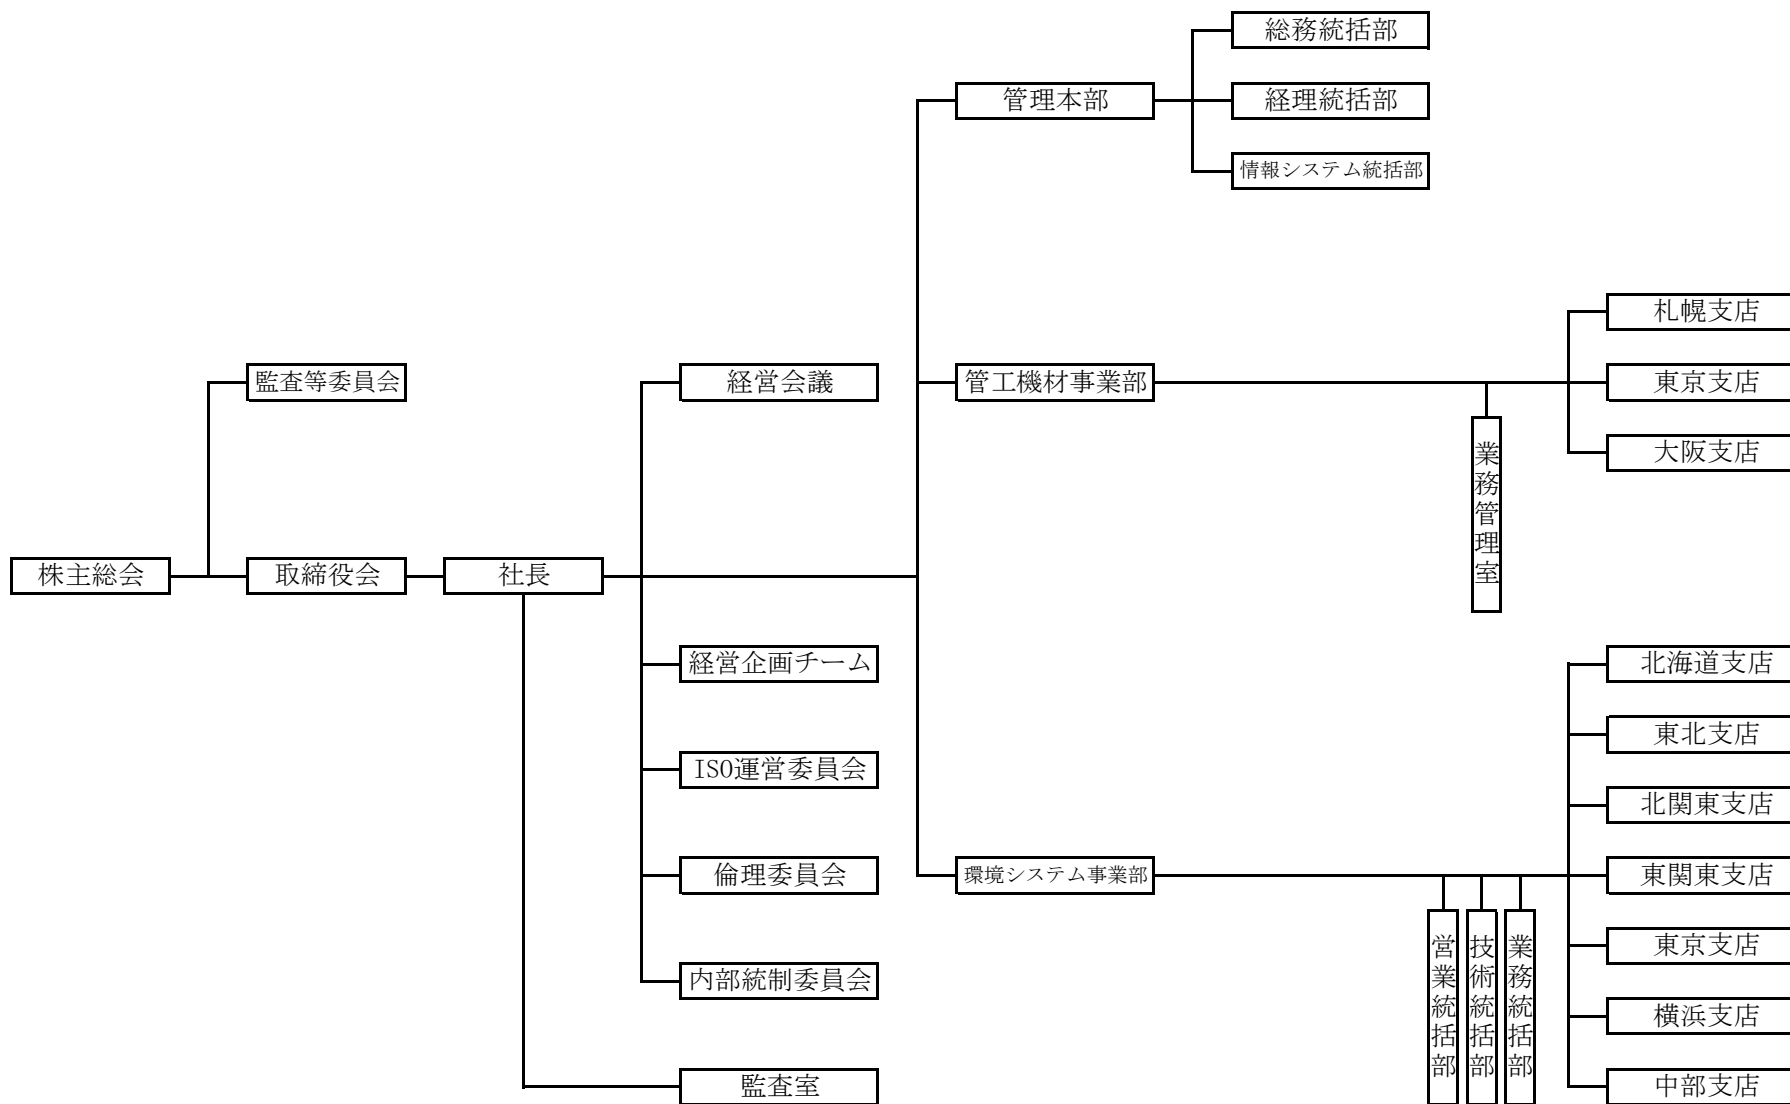 総務統括部
管理本部
経理統括部
情報システム統括部
札幌支店
監査等委員会
経営会議
管工機材事業部
東京支店
大阪支店
業務管理室
株主総会
取締役会
社長
経営企画チーム
北海道支店
東北支店
ISO運営委員会
北関東支店
倫理委員会
環境システム事業部
東関東支店
営業統括部
技術統括部
業務統括部
東京支店
内部統制委員会
横浜支店
監査室
中部支店